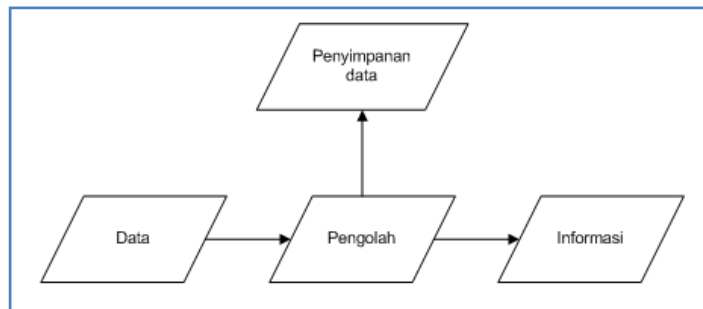 Penyimpanan
data
Data
Pengolah
Informasi